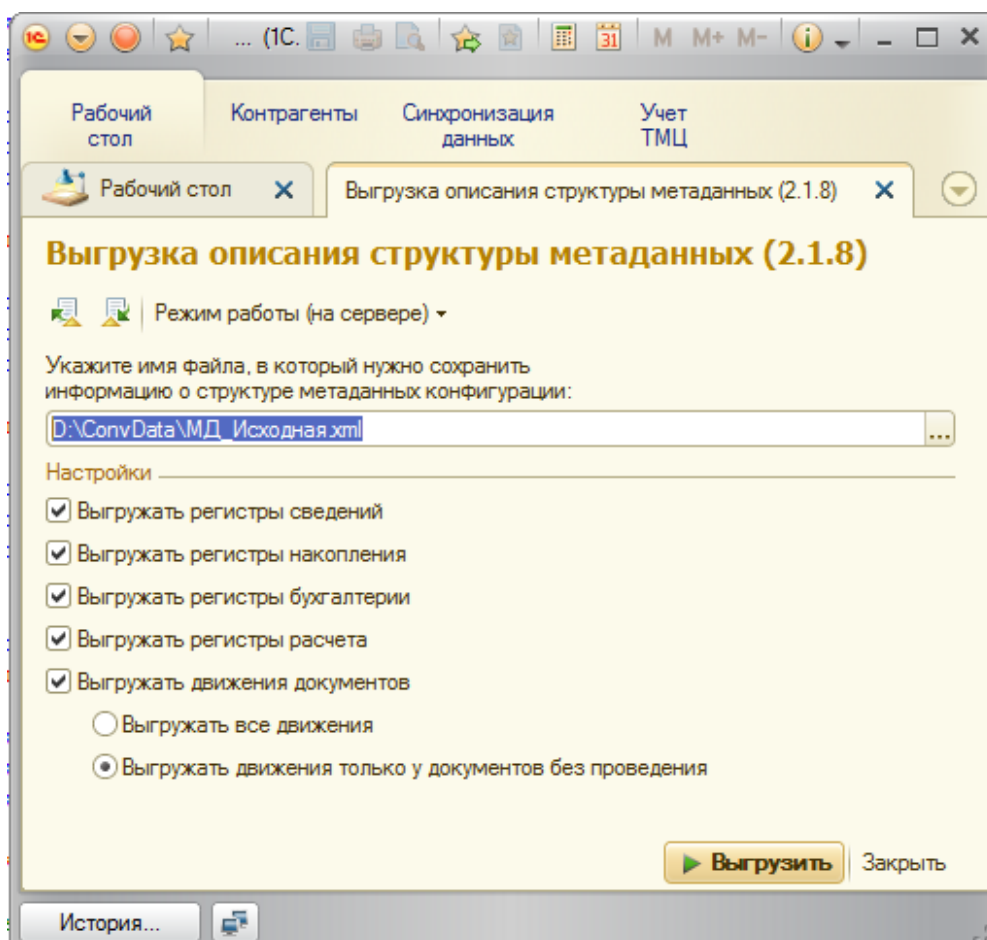 ... (1С.
31
M M+ M-
Рабочий стол
Контрагенты
Синхронизация данных
Учет ТМЦ
Рабочий стол
Выгрузка описания структуры метаданных (2.1.8)
Выгрузка описания структуры метаданных (2.1.8)
Режим работы (на сервере)
Укажите имя файла, в который нужно сохранить
информацию о структуре метаданных конфигурации:
D:\ConvData\МД_Исходная.xml
...
Настройки
Выгружать регистры сведений
Выгружать регистры накопления
Выгружать регистры бухгалтерии
Выгружать регистры расчета
Выгружать движения документов
Выгружать все движения
Выгружать движения только у документов без проведения
Выгрузить
Закрыть
История...